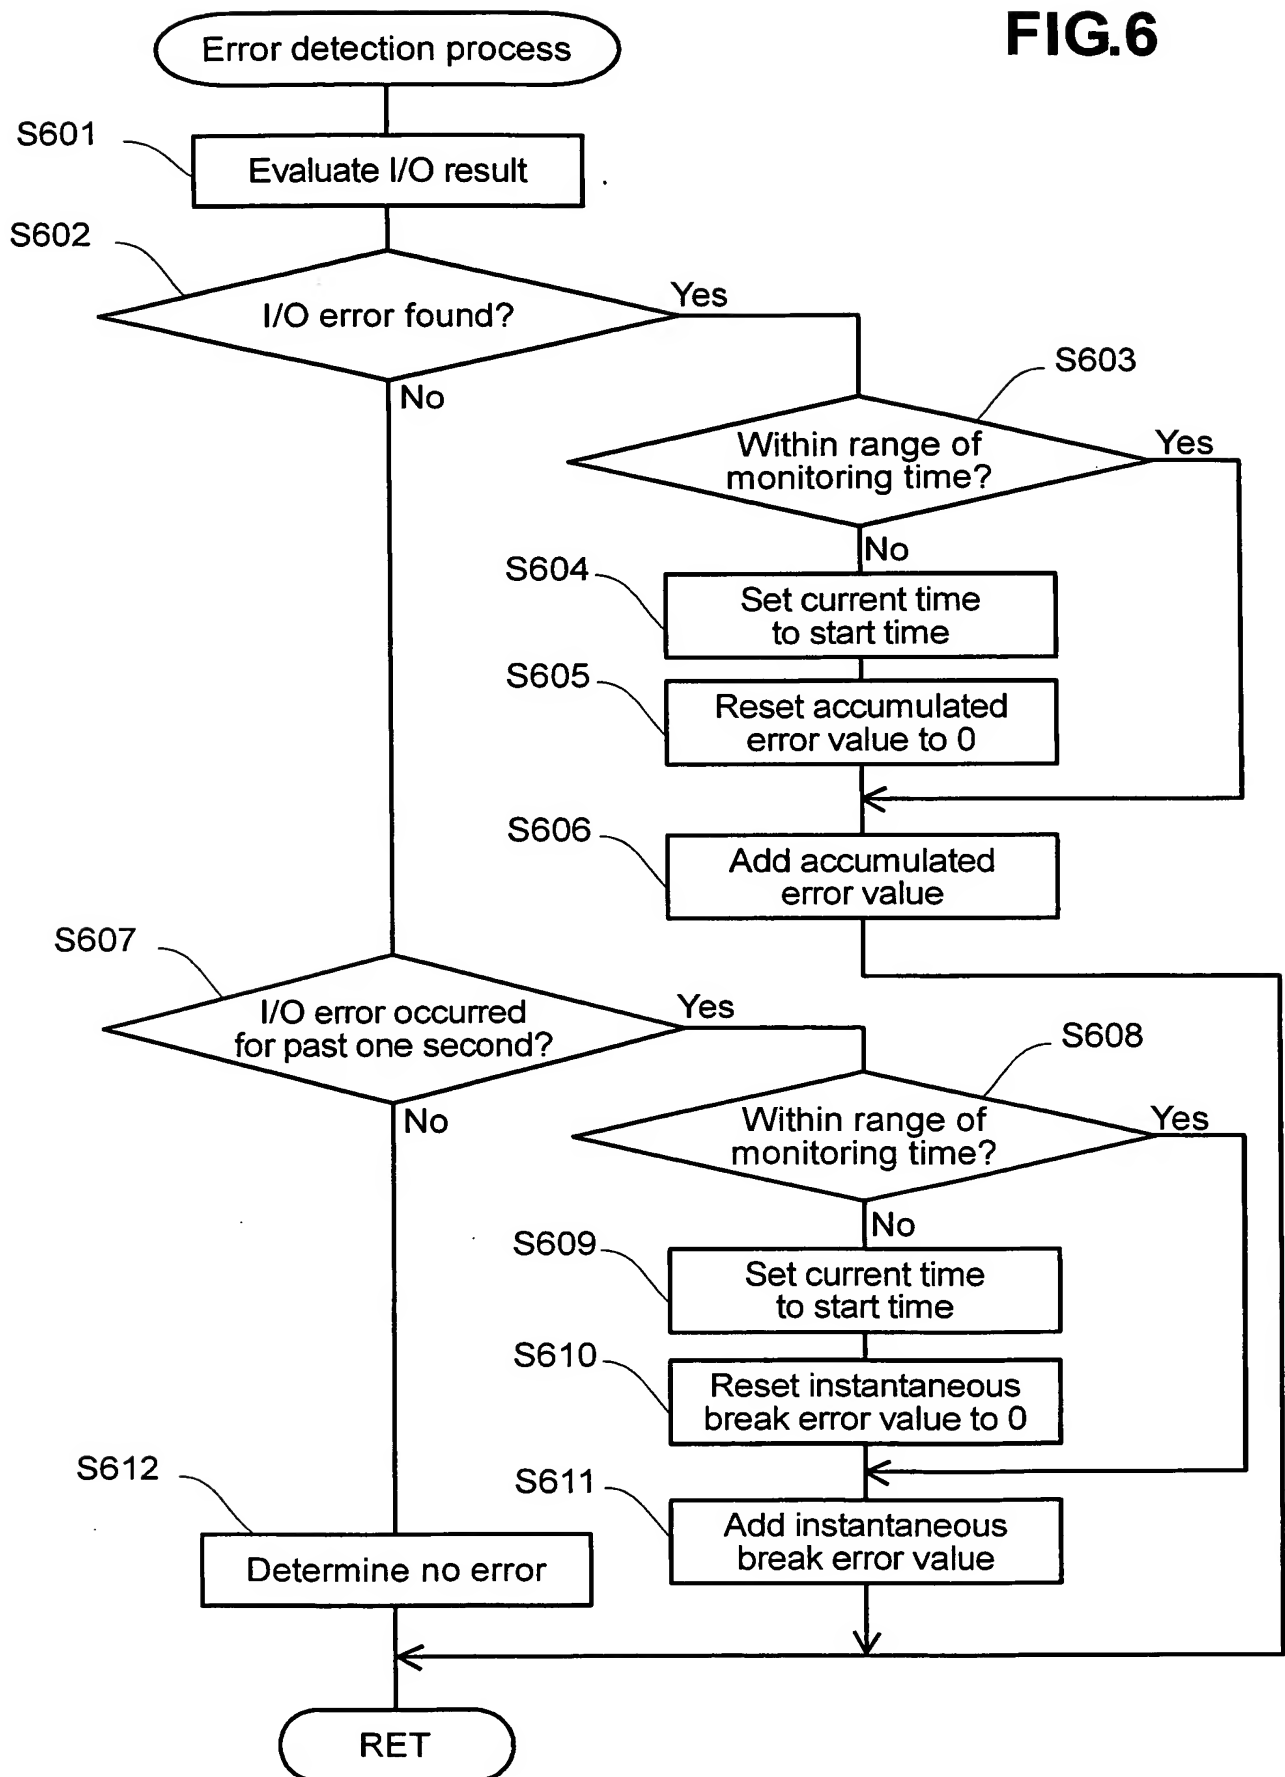 FIG.6
Error detection process
S601
Evaluate I/O result
S602
I/O error found?
Yes
No
S603
Within range of
monitoring time?
Yes
No
S604
Set current time
to start time
S605
Reset accumulated
error value to 0
S606
Add accumulated
error value
S607
I/O error occurred
for past one second?
Yes
No
S608
Within range of
monitoring time?
Yes
No
S609
Set current time
to start time
S610
Reset instantaneous
break error value to 0
S611
Add instantaneous
break error value
S612
Determine no error
RET